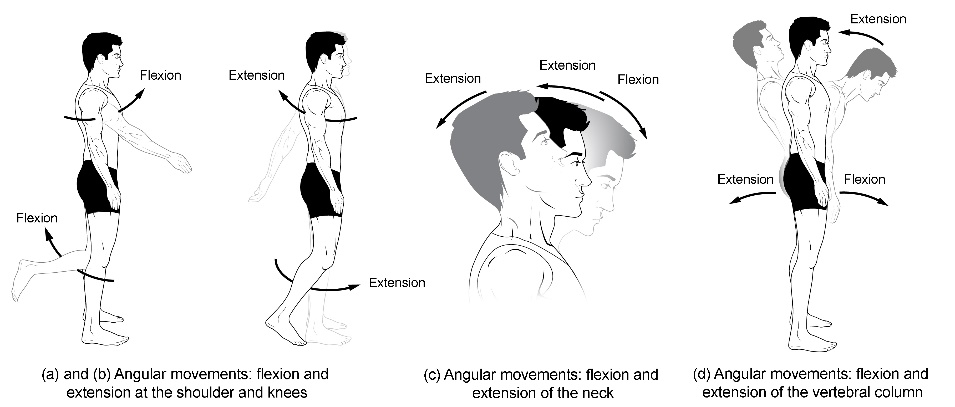 Flexion
Flexion
Extension
Extension
(a) and (b) Angular movements: flexion and
extension at the shoulder and knees
Extension
Extension
Flexion
(c) Angular movements: flexion and
extension of the neck
Extension
Extension
Flexion
(d) Angular movements: flexion and
extension of the vertebral column